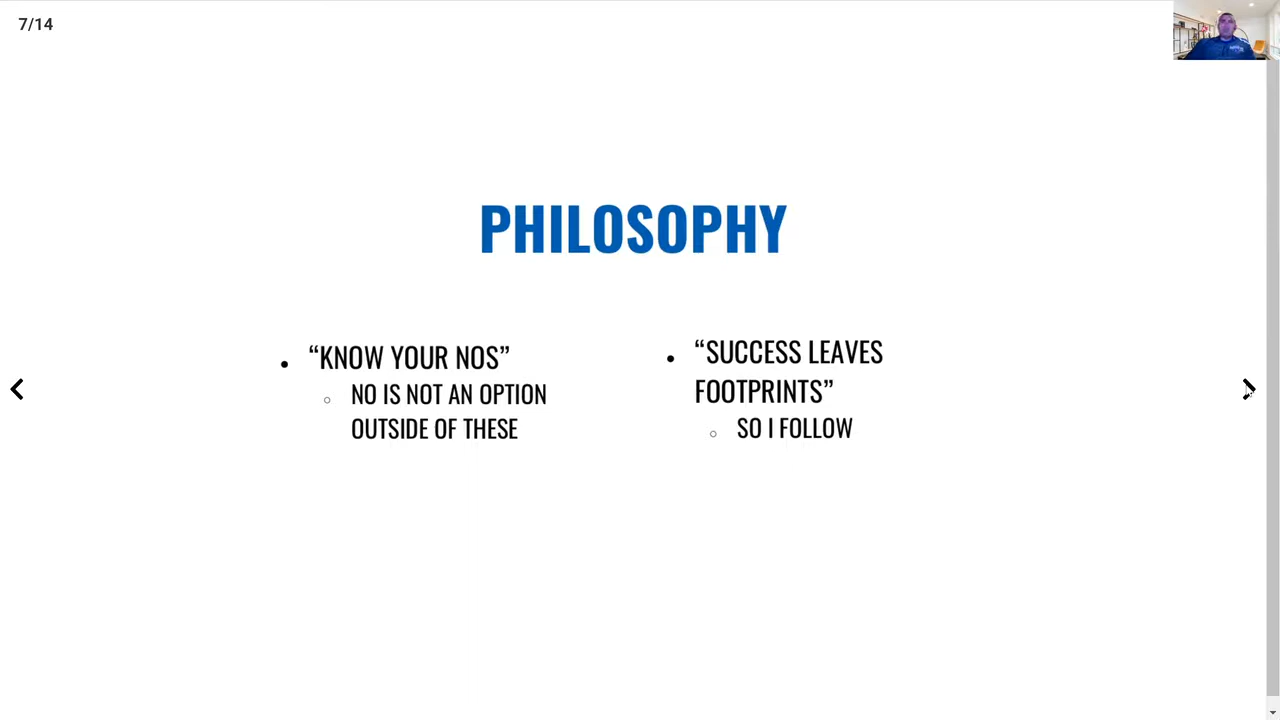 7/14
PHILOSOPHY
“KNOW YOUR NOS”
NO IS NOT AN OPTION
OUTSIDE OF THESE
“SUCCESS LEAVES
FOOTPRINTS”
SO I FOLLOW